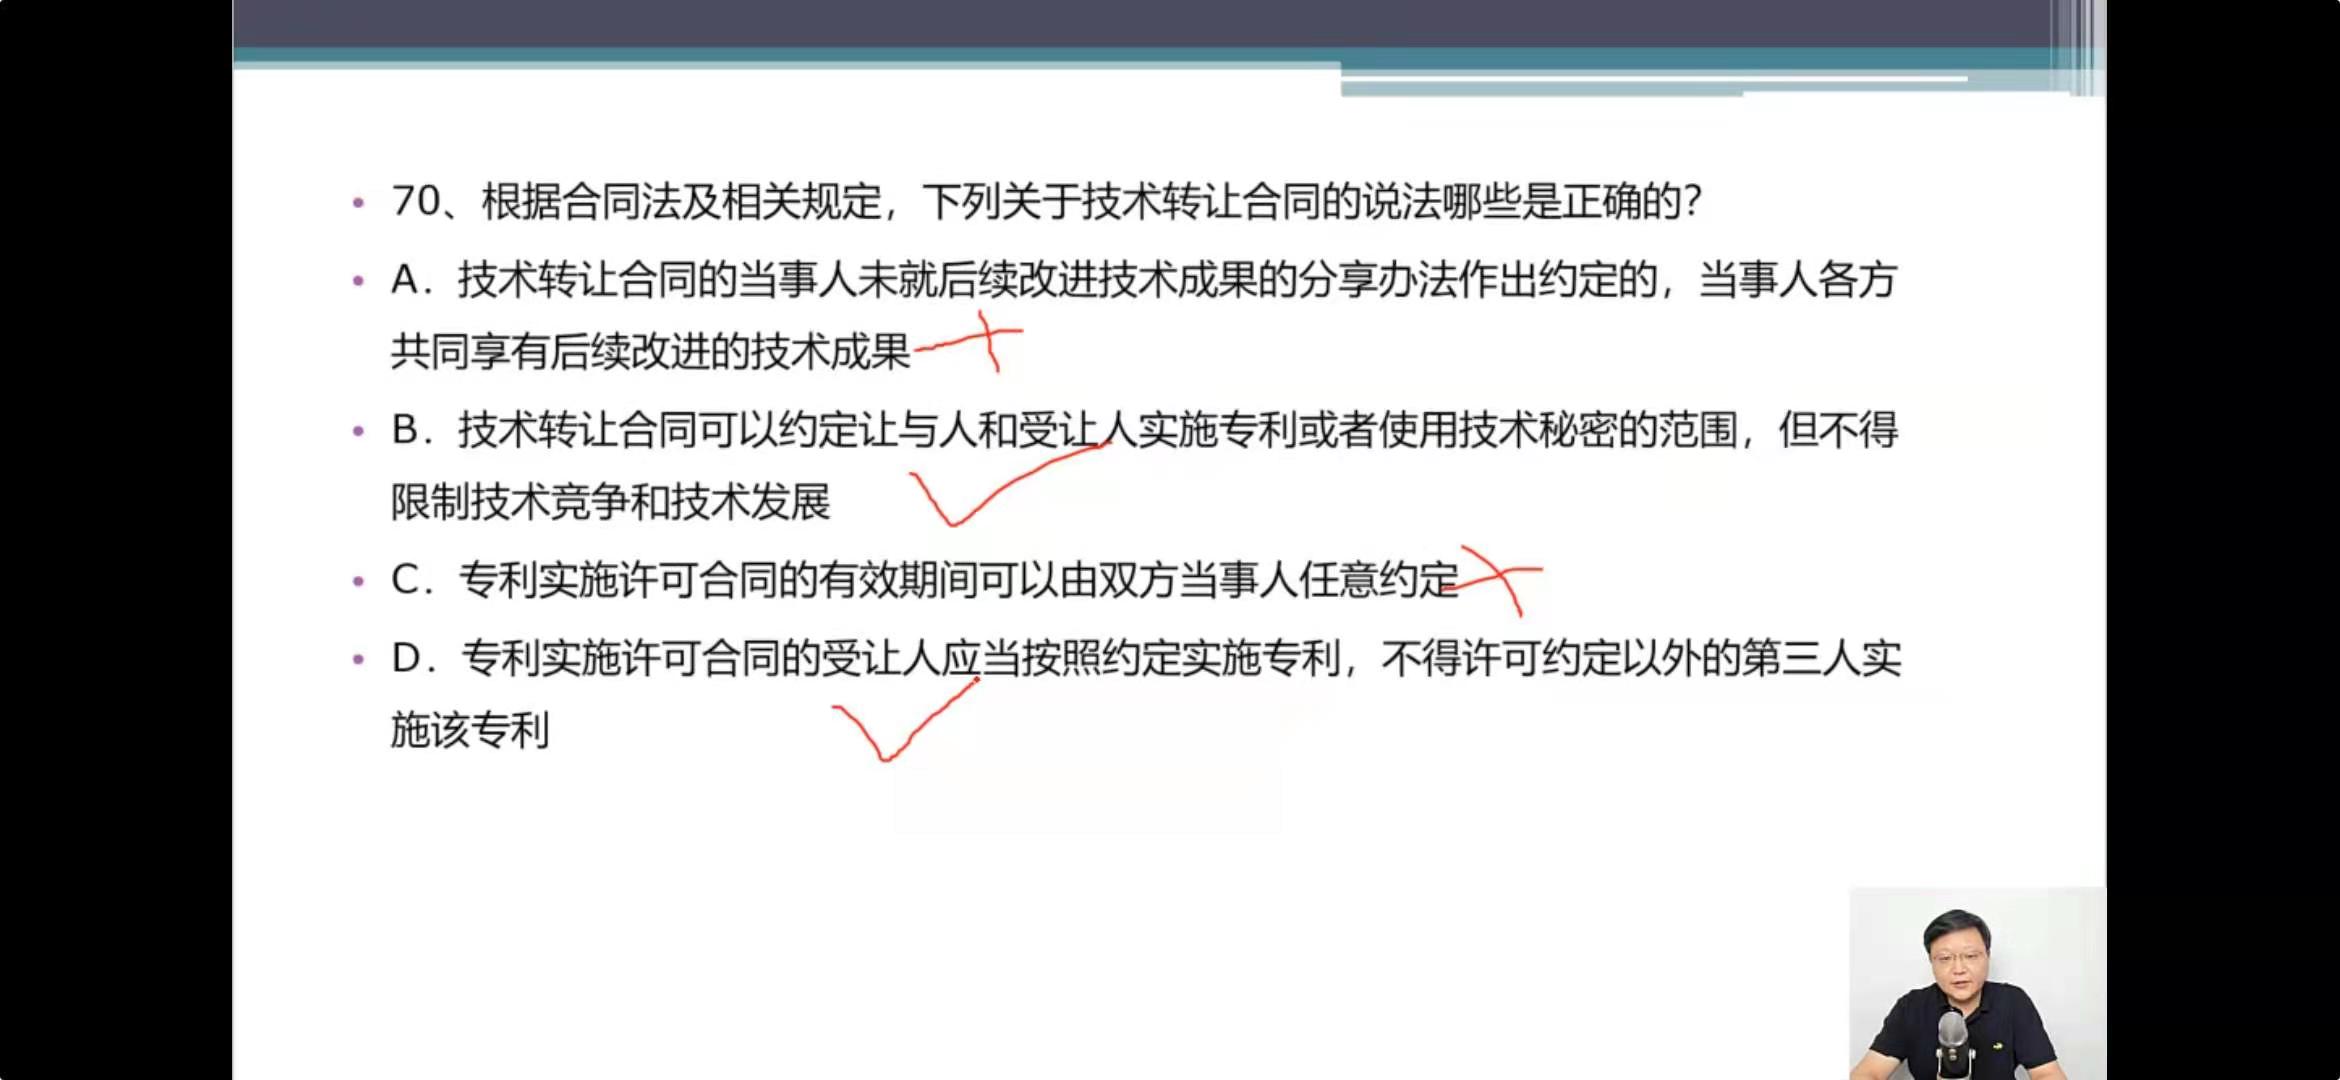 70、根据合同法及相关规定，下列关于技术转让合同的说法哪些是正确的？
A．技术转让合同的当事人未就后续改进技术成果的分享办法作出约定的，当事人各方
共同享有后续改进的技术成果
B．技术转让合同可以约定让与人和受让人实施专利或者使用技术秘密的范围，但不得
限制技术竞争和技术发展
C．专利实施许可合同的有效期间可以由双方当事人任意约定
D．专利实施许可合同的受让人应当按照约定实施专利，不得许可约定以外的第三人实
施该专利